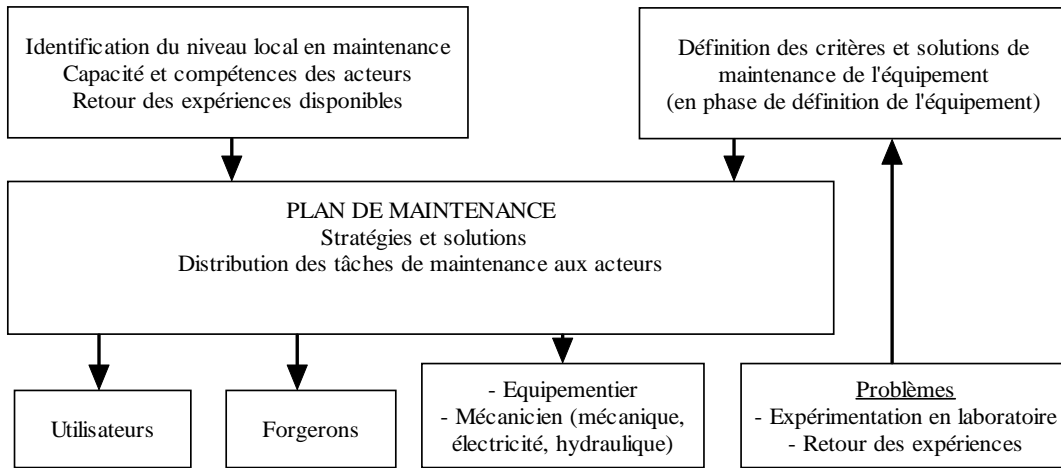 Identification du niveau local en maintenance
Capacité et compétences des acteurs
Retour des expériences disponibles
Définition des critères et solutions de
maintenance de l'équipement
(en phase de définition de l'équipement)
PLAN DE MAINTENANCE
Stratégies et solutions
Distribution des tâches de maintenance aux acteurs
Utilisateurs
Forgerons
- Equipementier
- Mécanicien (mécanique,
électricité, hydraulique)
Problèmes
- Expérimentation en laboratoire
- Retour des expériences